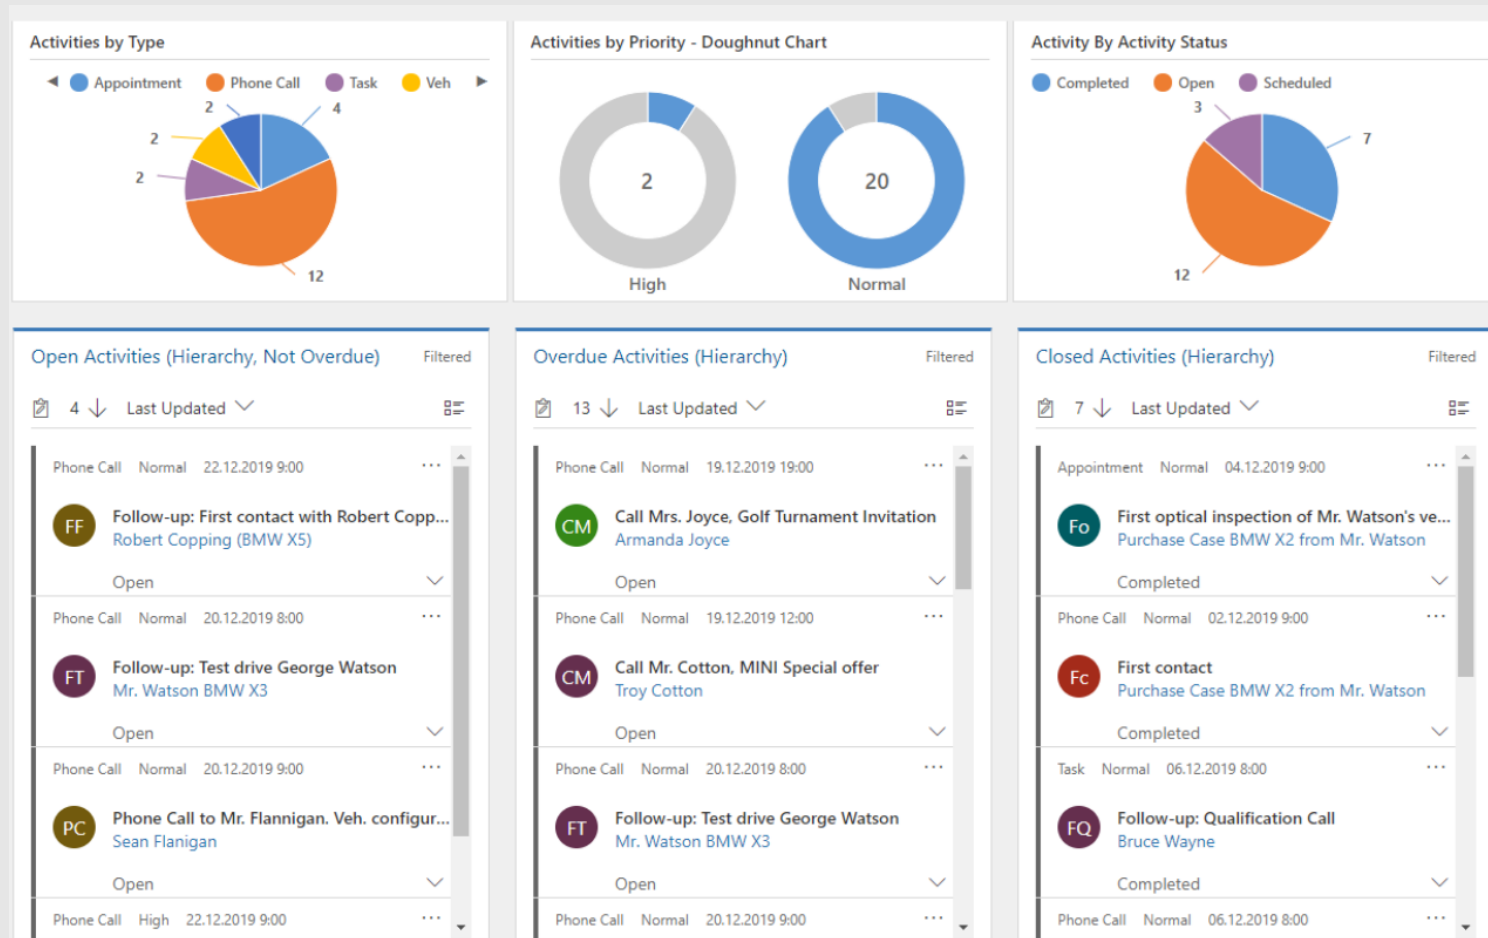 Activities by Type
Appointment Phone Call Task Veh
2 4
2
2
12
Activities by Priority - Doughnut Chart
2 20
High Normal
Activity By Activity Status
Completed Open Scheduled
3
7
12
Open Activities (Hierarchy, Not Overdue) Filtered
4 Last Updated
Phone Call Normal 22.12.2019 9:00 ...
FF Follow-up: First contact with Robert Copp...
Robert Copping (BMW X5)
Open
Phone Call Normal 20.12.2019 8:00 ...
FT Follow-up: Test drive George Watson
Mr. Watson BMW X3
Open
Phone Call Normal 20.12.2019 9:00 ...
PC Phone Call to Mr. Flannigan. Veh. configur...
Sean Flanigan
Open
Phone Call High 22.12.2019 9:00 ...
Overdue Activities (Hierarchy) Filtered
13 Last Updated
Phone Call Normal 19.12.2019 19:00 ...
CM Call Mrs. Joyce, Golf Turnament Invitation
Armanda Joyce
Open
Phone Call Normal 19.12.2019 12:00 ...
CM Call Mr. Cotton, MINI Special offer
Troy Cotton
Open
Phone Call Normal 20.12.2019 8:00 ...
FT Follow-up: Test drive George Watson
Mr. Watson BMW X3
Open
Phone Call Normal 20.12.2019 9:00 ...
Closed Activities (Hierarchy) Filtered
7 Last Updated
Appointment Normal 04.12.2019 9:00 ...
Fo First optical inspection of Mr. Watson's ve...
Purchase Case BMW X2 from Mr. Watson
Completed
Phone Call Normal 02.12.2019 9:00 ...
Fc First contact
Purchase Case BMW X2 from Mr. Watson
Completed
Task Normal 06.12.2019 8:00 ...
FQ Follow-up: Qualification Call
Bruce Wayne
Completed
Phone Call Normal 06.12.2019 8:00 ...